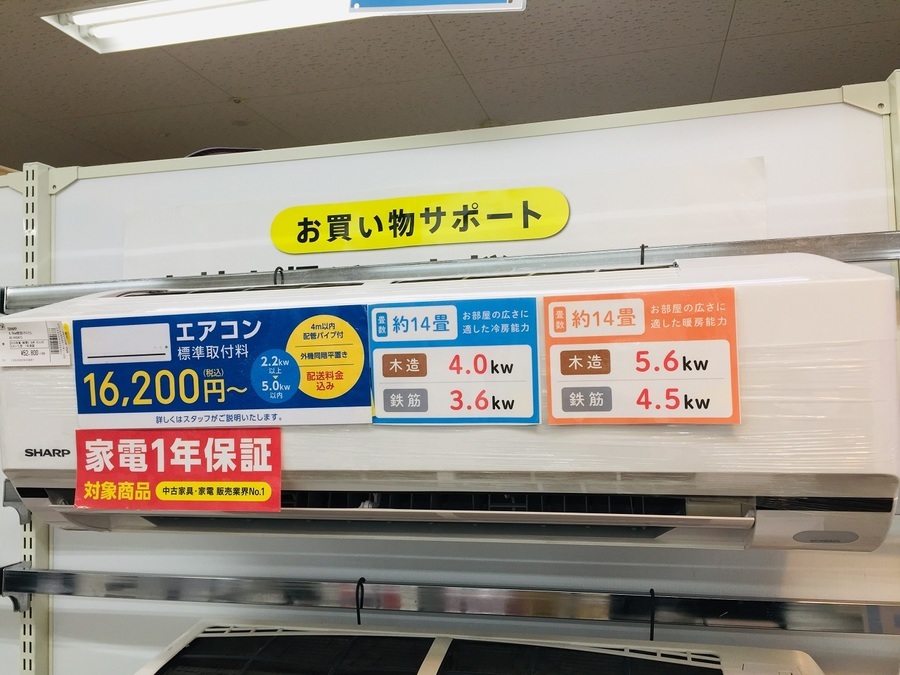 お買い物サポート
SHARP
¥52,800
エアコン
標準取付料
16,200円～
(税込)
2.2kw
以上
5.0kw
以内
4m以内
配管パイプ付
外機同階平置き
配送料金
込み
詳しくはスタッフがご説明いたします。
畳数 約14畳
お部屋の広さに
適した冷房能力
木造 4.0kw
鉄筋 3.6kw
畳数 約14畳
お部屋の広さに
適した暖房能力
木造 5.6kw
鉄筋 4.5kw
SHARP
家電1年保証
対象商品 中古家具・家電 販売業界No.1